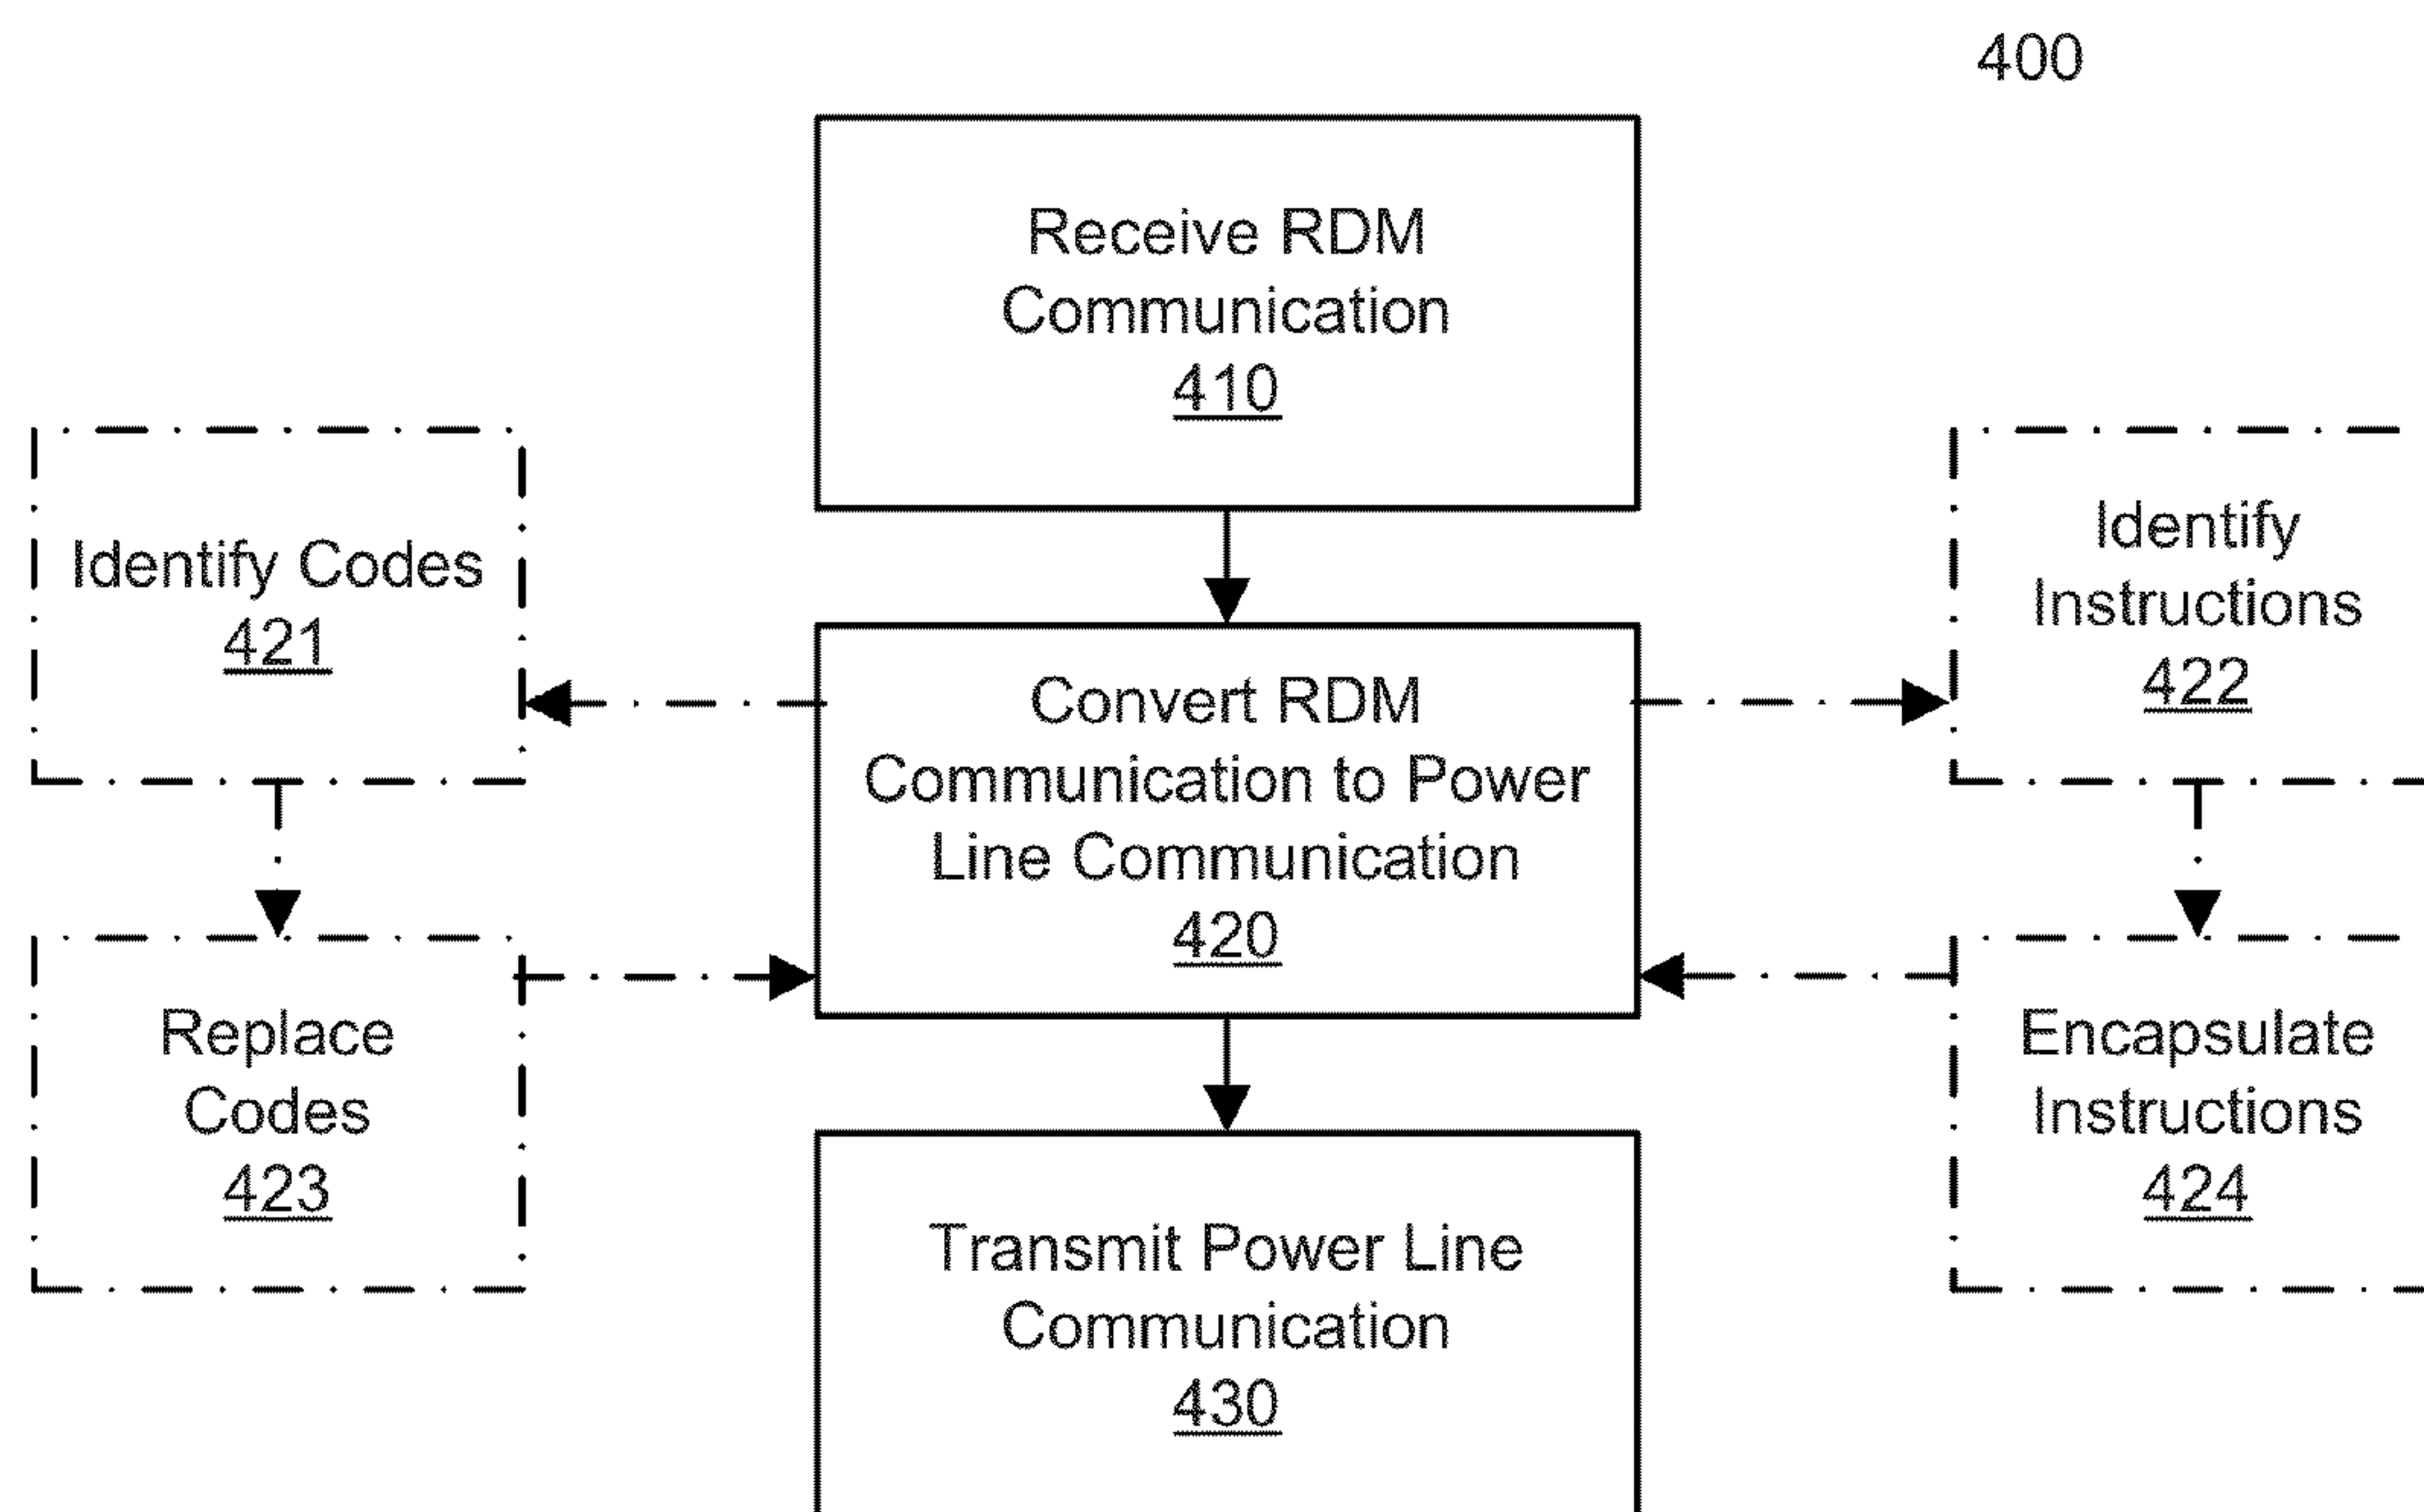 400
Receive RDM
Communication
410
Identify Codes
421
Identify
Instructions
422
Convert RDM
Communication to Power
Line Communication
420
Replace
Codes
423
Encapsulate
Instructions
424
Transmit Power Line
Communication
430